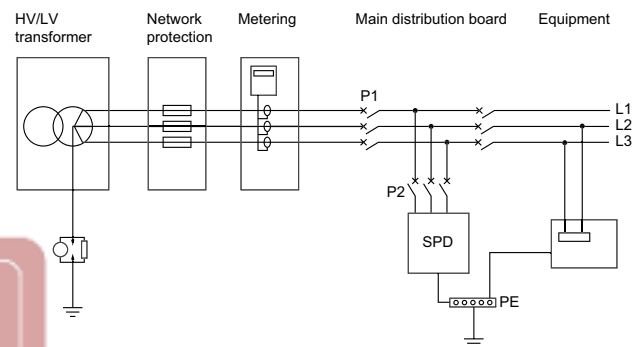 HV/LV
transformer
Network
protection
Metering
Main distribution board
Equipment
P1
L1
L2
L3
P2
SPD
PE